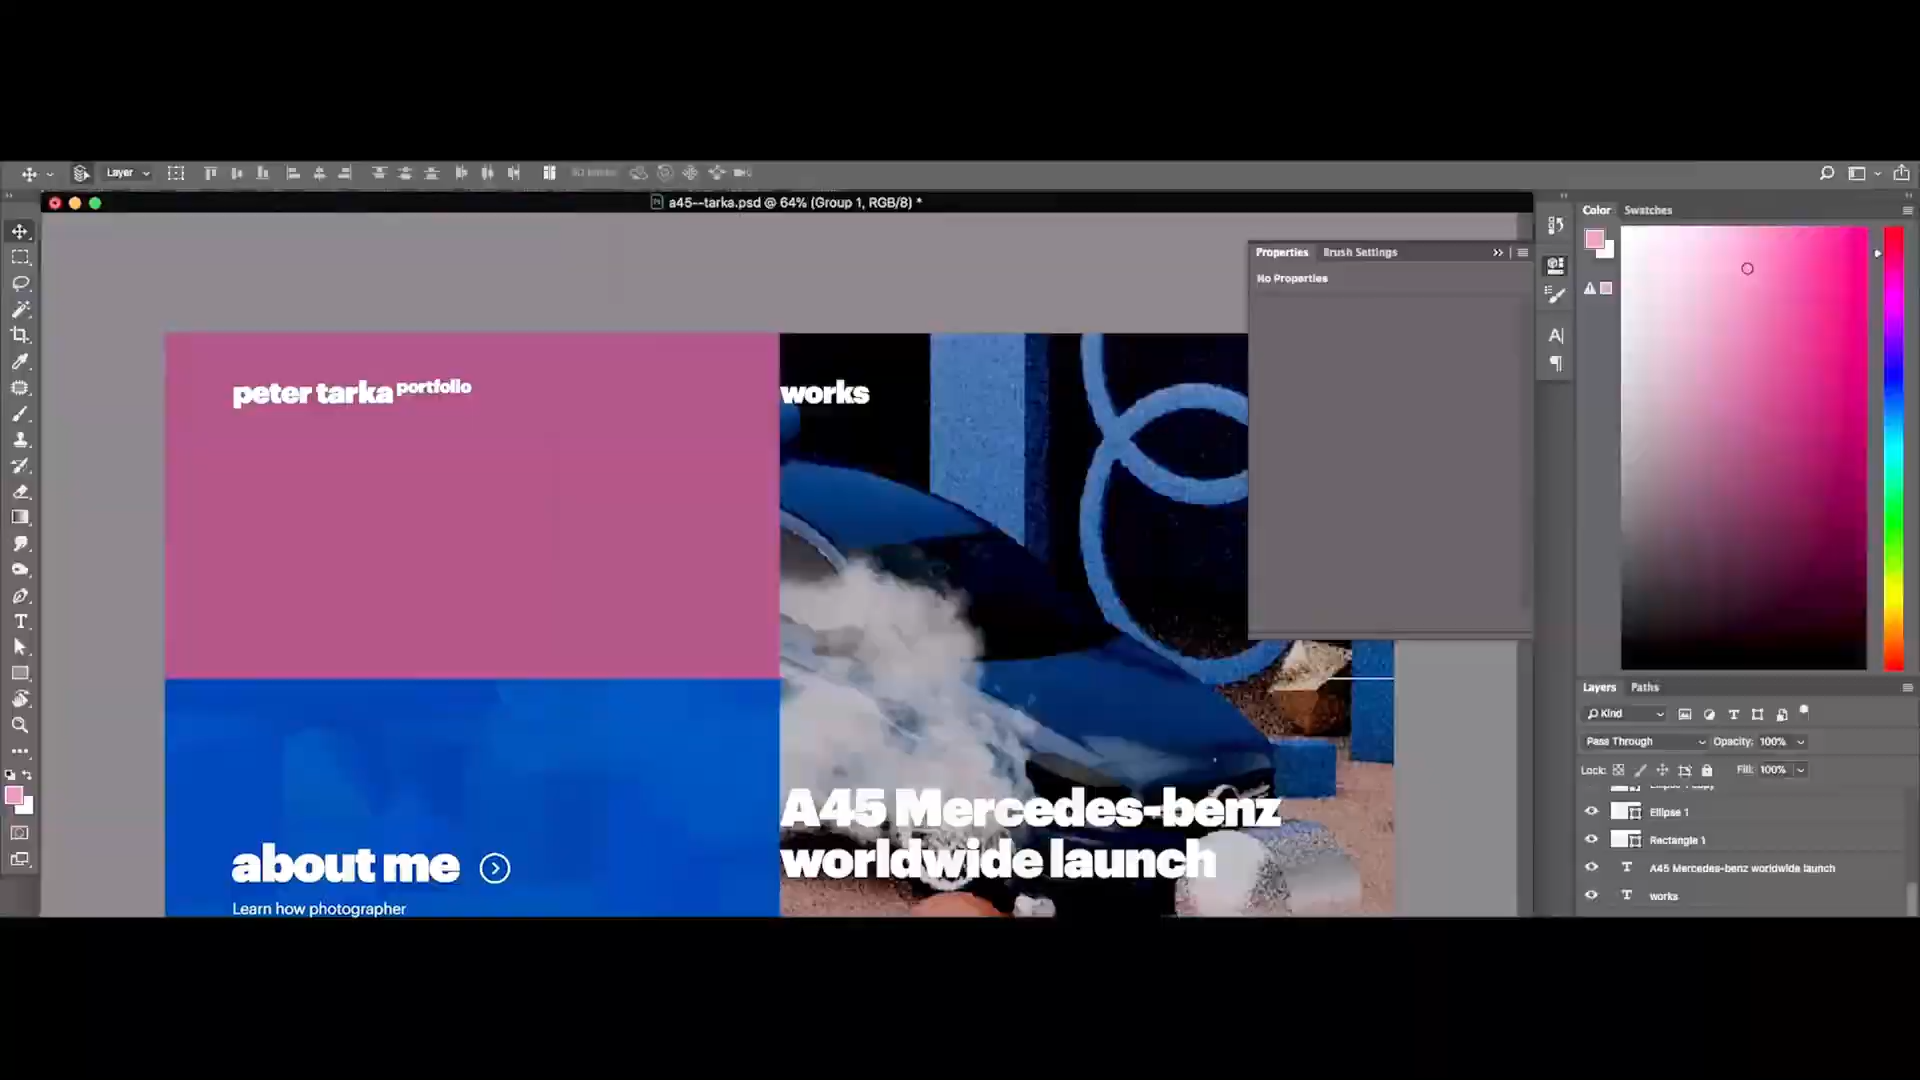 Layer
a45--tarka.psd @ 64% (Group 1, RGB/8) *
Color Swatches
Properties Brush Settings
No Properties
peter tarka portfolio
works
A45 Mercedes-benz
worldwide launch
about me
Learn how photographer
Layers Paths
Kind
Pass Through Opacity: 100%
Lock: Fill: 100%
Ellipse 1
Rectangle 1
A45 Mercedes-benz worldwide launch
works